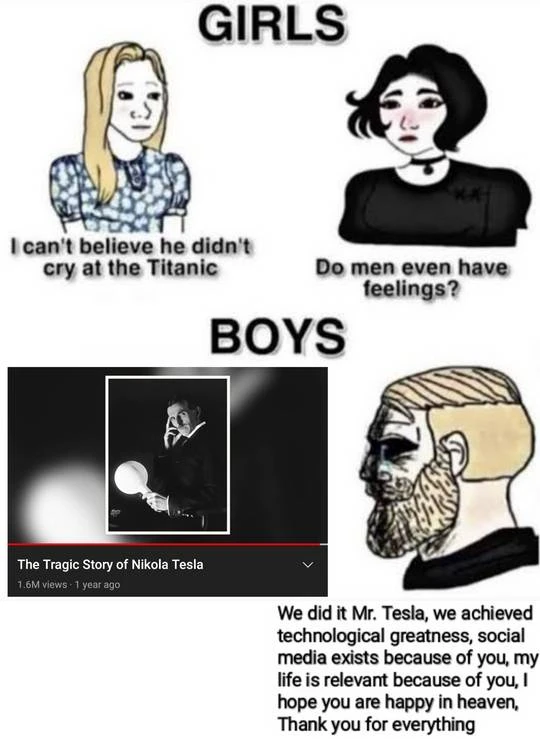 GIRLS
I can't believe he didn't
cry at the Titanic
Do men even have
feelings?
BOYS
The Tragic Story of Nikola Tesla
1.6M views · 1 year ago
We did it Mr. Tesla, we achieved
technological greatness, social
media exists because of you, my
life is relevant because of you, I
hope you are happy in heaven,
Thank you for everything